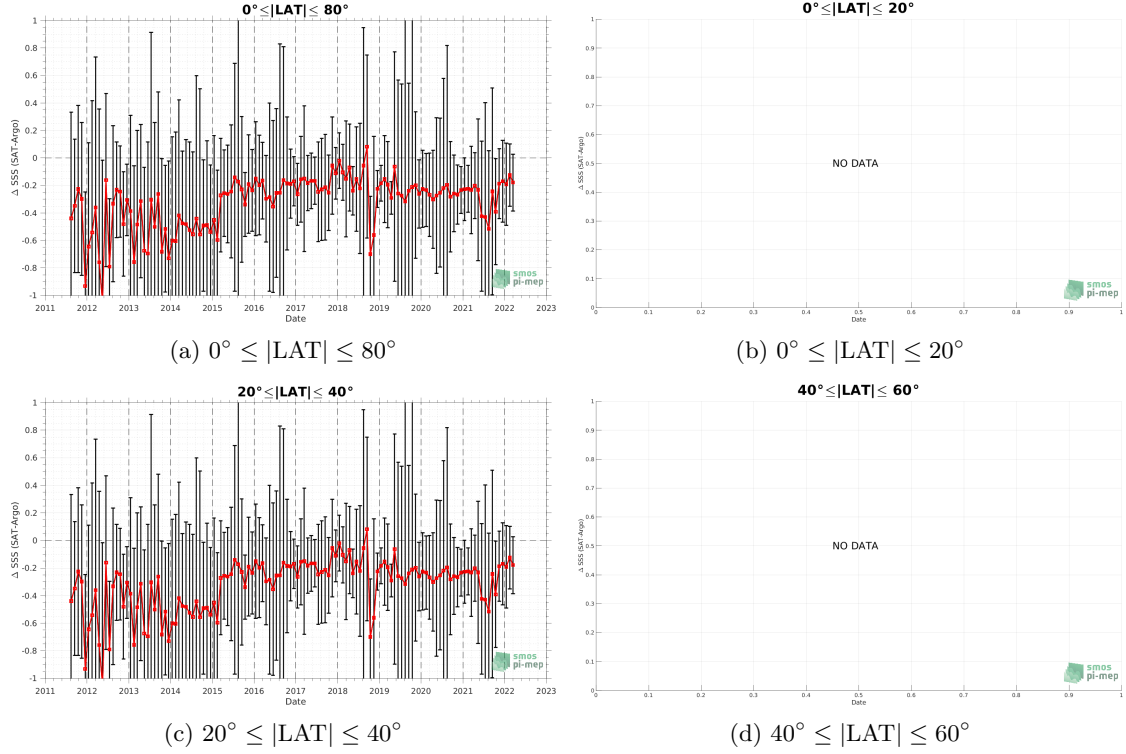 0°≤|LAT|≤ 80°
1
0.8
0.6
0.4
0.2
0
-0.2
-0.4
-0.6
-0.8
-1
Δ SSS (SAT-Argo)
2011 2012 2013 2014 2015 2016 2017 2018 2019 2020 2021 2022 2023
Date
smos
pi-mep
(a) 0° ≤ |LAT| ≤ 80°
0°≤|LAT|≤ 20°
1
0.9
0.8
0.7
0.6
0.5
0.4
0.3
0.2
0.1
0
Δ SSS (SAT-Argo)
NO DATA
0 0.1 0.2 0.3 0.4 0.5 0.6 0.7 0.8 0.9 1
Date
smos
pi-mep
(b) 0° ≤ |LAT| ≤ 20°
20°≤|LAT|≤ 40°
1
0.8
0.6
0.4
0.2
0
-0.2
-0.4
-0.6
-0.8
-1
Δ SSS (SAT-Argo)
2011 2012 2013 2014 2015 2016 2017 2018 2019 2020 2021 2022 2023
Date
smos
pi-mep
(c) 20° ≤ |LAT| ≤ 40°
40°≤|LAT|≤ 60°
1
0.9
0.8
0.7
0.6
0.5
0.4
0.3
0.2
0.1
0
Δ SSS (SAT-Argo)
NO DATA
0 0.1 0.2 0.3 0.4 0.5 0.6 0.7 0.8 0.9 1
Date
smos
pi-mep
(d) 40° ≤ |LAT| ≤ 60°